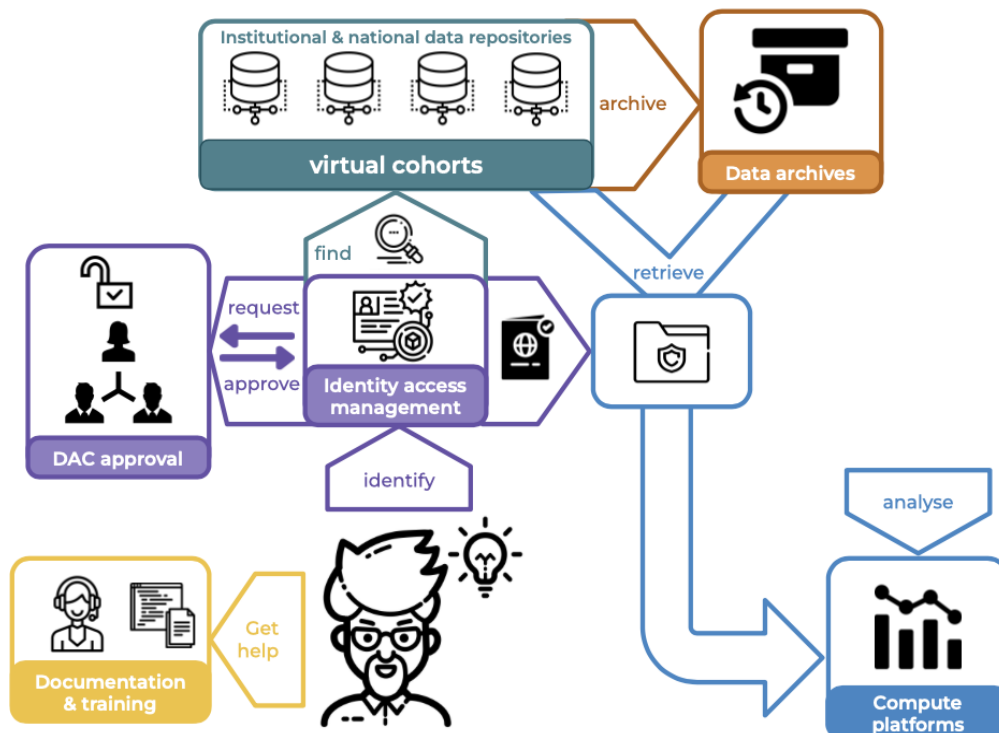 Institutional & national data repositories
virtual cohorts
archive
Data archives
find
retrieve
request
approve
Identity access
management
DAC approval
identify
analyse
Get
help
Documentation
& training
Compute
platforms